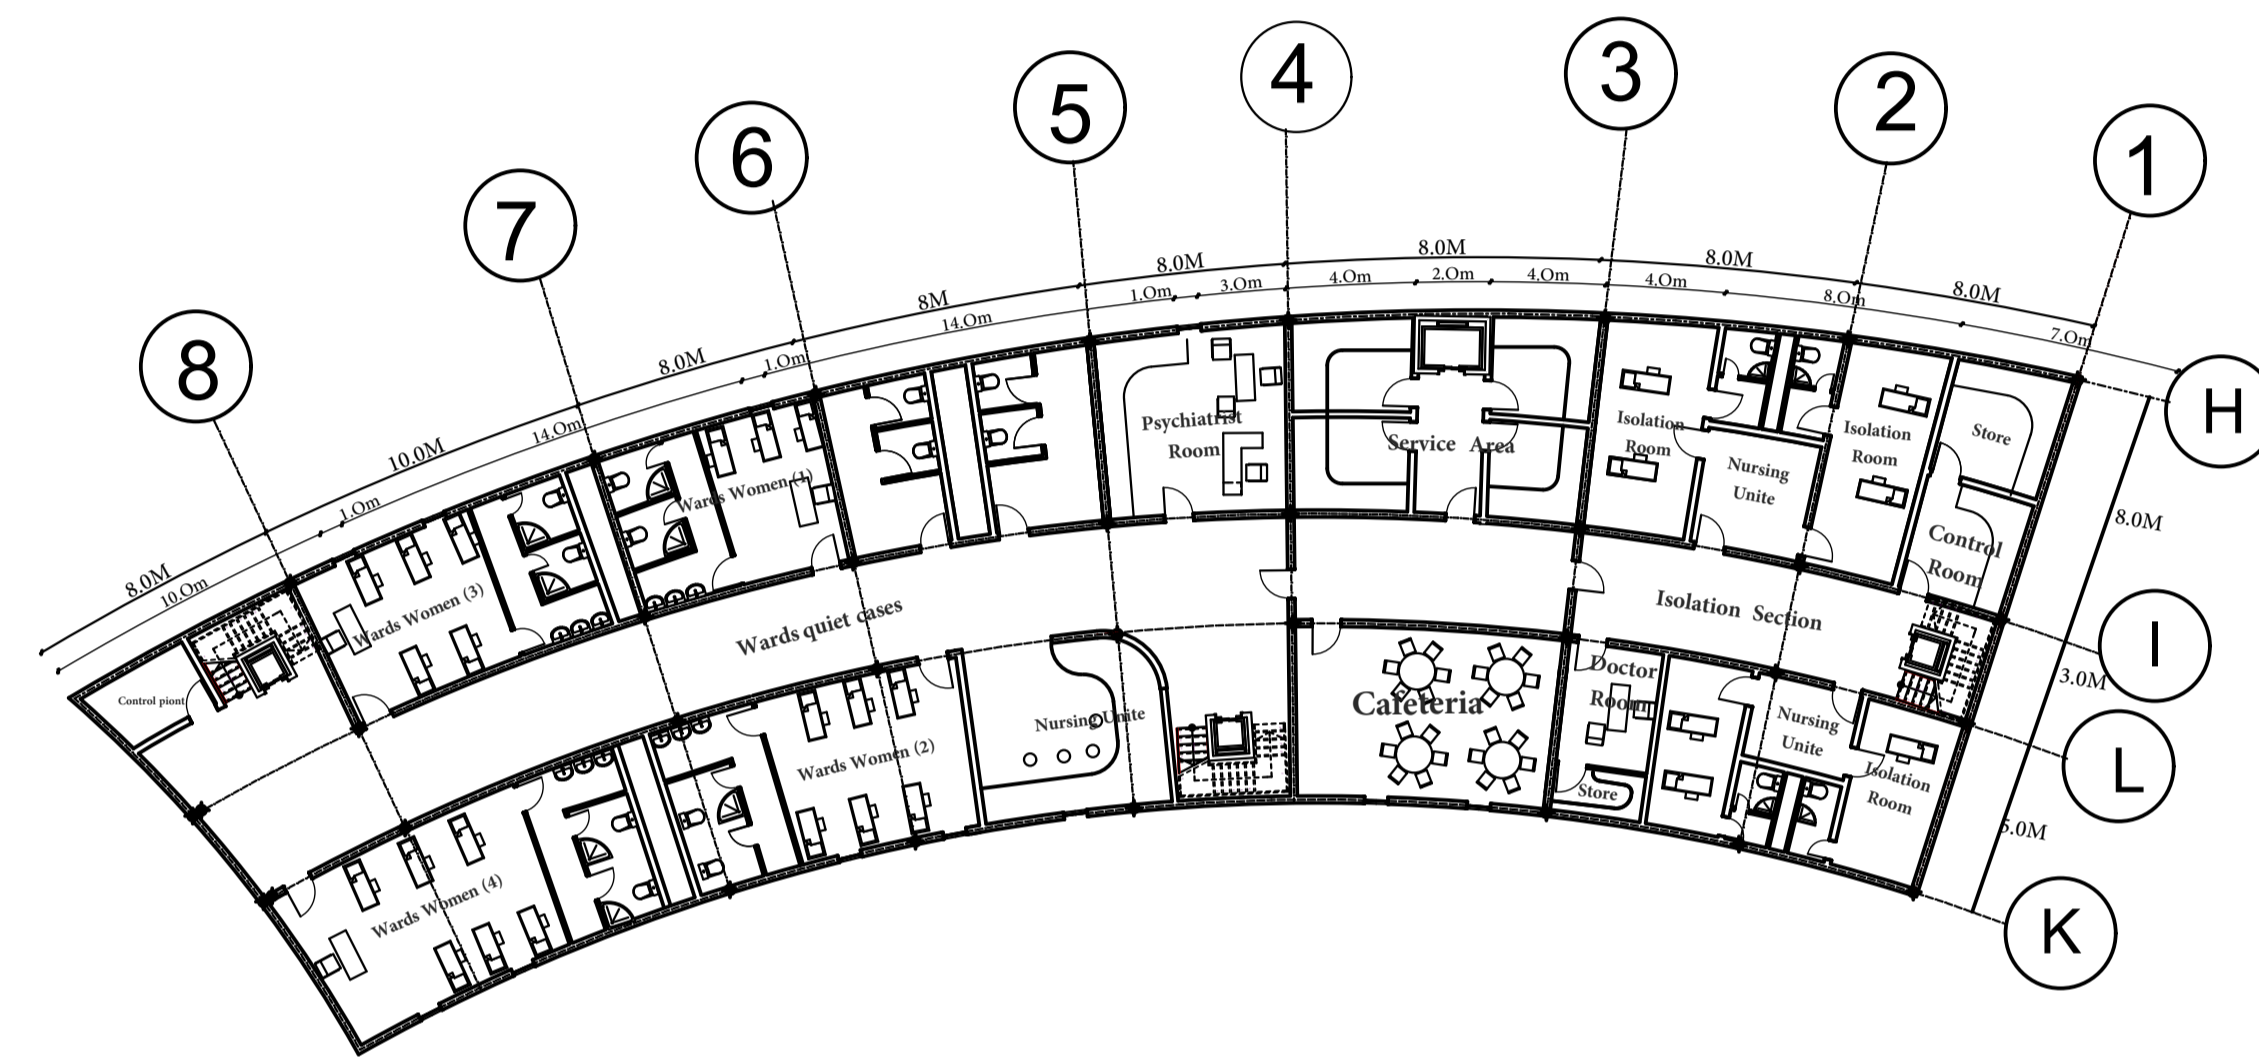 8
7
6
5
4
3
2
1
8.0M
10.0M
8.0M
8M
8.0M
8.0M
8.0M
8.0M
10.Om
1.Om
14.Om
1.Om
14.Om
1.Om
3.Om
4.Om
2.Om
4.Om
4.Om
8.Om
7.Om
H
I
L
K
8.0M
3.0M
5.0M
Control piont
Wards Women (3)
Wards Women (1)
Psychiatrist
Room
Service Area
Isolation
Room
Nursing
Unite
Isolation
Room
Store
Control
Room
Wards quiet cases
Isolation Section
Wards Women (4)
Wards Women (2)
Nursing Unite
Cafeteria
Doctor
Room
Store
Nursing
Unite
Isolation
Room